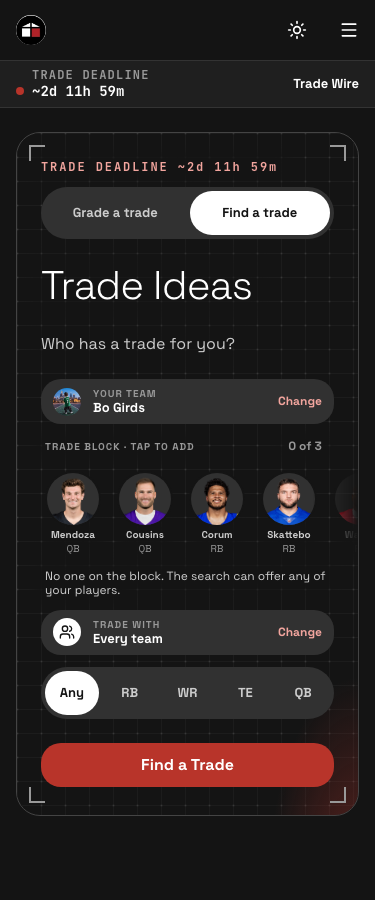 TRADE DEADLINE
~2d 11h 59m
Trade Wire
TRADE DEADLINE ~2d 11h 59m
Grade a trade
Find a trade
Trade Ideas
Who has a trade for you?
YOUR TEAM
Bo Girds
Change
TRADE BLOCK · TAP TO ADD
0 of 3
Mendoza
QB
Cousins
QB
Corum
RB
Skattebo
RB
No one on the block. The search can offer any of
your players.
TRADE WITH
Every team
Change
Any
RB
WR
TE
QB
Find a Trade